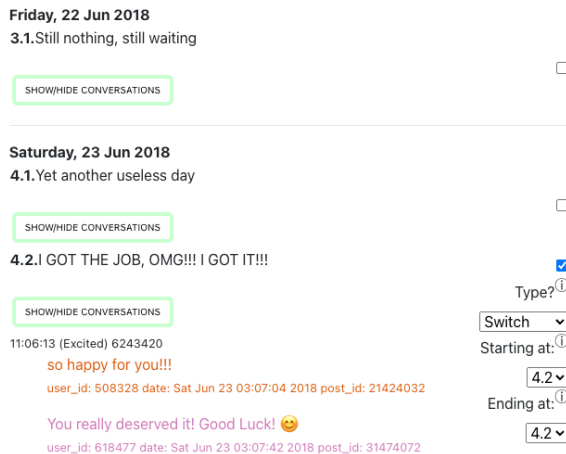 Friday, 22 Jun 2018
3.1.Still nothing, still waiting
SHOW/HIDE CONVERSATIONS
Saturday, 23 Jun 2018
4.1.Yet another useless day
SHOW/HIDE CONVERSATIONS
4.2.I GOT THE JOB, OMG!!! I GOT IT!!!
Type?ⓘ
SHOW/HIDE CONVERSATIONS
Switch
11:06:13 (Excited) 6243420
Starting at:ⓘ
so happy for you!!!
4.2
user_id: 508328 date: Sat Jun 23 03:07:04 2018 post_id: 21424032
Ending at:ⓘ
You really deserved it! Good Luck! 😊
4.2
user_id: 618477 date: Sat Jun 23 03:07:42 2018 post_id: 31474072